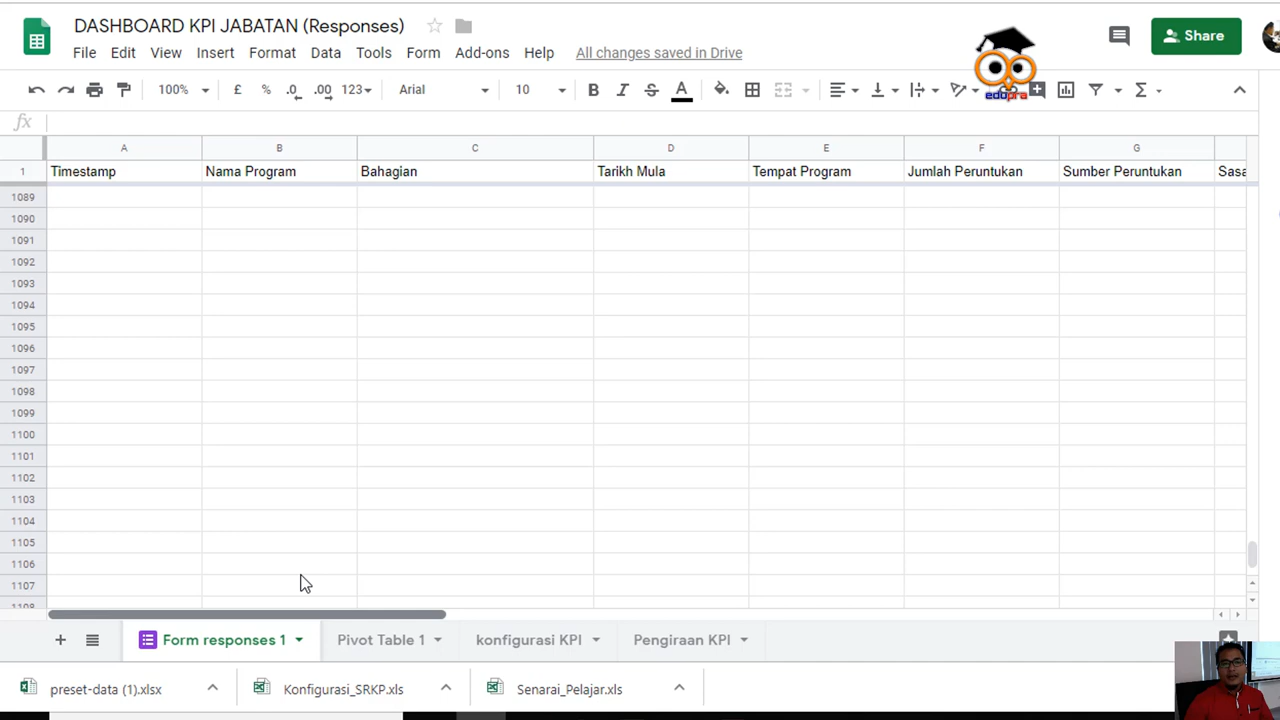 DASHBOARD KPI JABATAN (Responses)
File Edit View Insert Format Data Tools Form Add-ons Help All changes saved in Drive
Share
edopra
100% £ % .0 .00 123 Arial 10 B I S A Σ
fx
A B C D E F G
1 Timestamp Nama Program Bahagian Tarikh Mula Tempat Program Jumlah Peruntukan Sumber Peruntukan Sasa
1089
1090
1091
1092
1093
1094
1095
1096
1097
1098
1099
1100
1101
1102
1103
1104
1105
1106
1107
1108
Form responses 1 Pivot Table 1 konfigurasi KPI Pengiraan KPI
preset-data (1).xlsx Konfigurasi_SRKP.xls Senarai_Pelajar.xls